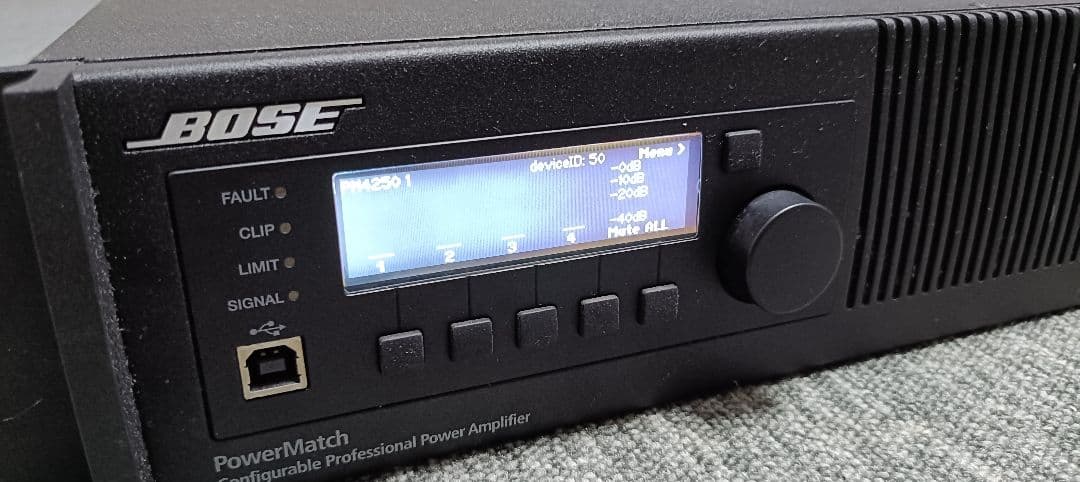 BOSE
FAULT
CLIP
LIMIT
SIGNAL
PM4250 1
deviceID: 50
Menu >
-0dB
-10dB
-20dB
-40dB
Mute ALL
1 2 3 4
PowerMatch
Configurable Professional Power Amplifier